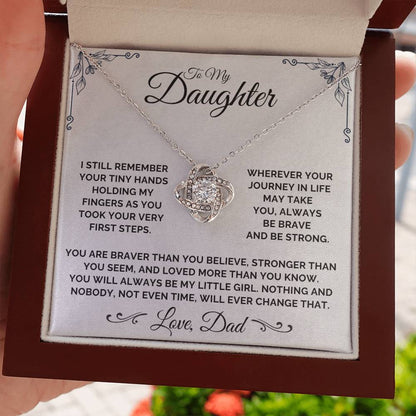 To My
Daughter
I STILL REMEMBER
YOUR TINY HANDS
HOLDING MY
FINGERS AS YOU
TOOK YOUR VERY
FIRST STEPS.
WHEREVER YOUR
JOURNEY IN LIFE
MAY TAKE
YOU, ALWAYS
BE BRAVE
AND BE STRONG.
YOU ARE BRAVER THAN YOU BELIEVE, STRONGER THAN
YOU SEEM, AND LOVED MORE THAN YOU KNOW.
YOU WILL ALWAYS BE MY LITTLE GIRL. NOTHING AND
NOBODY, NOT EVEN TIME, WILL EVER CHANGE THAT.
Love, Dad